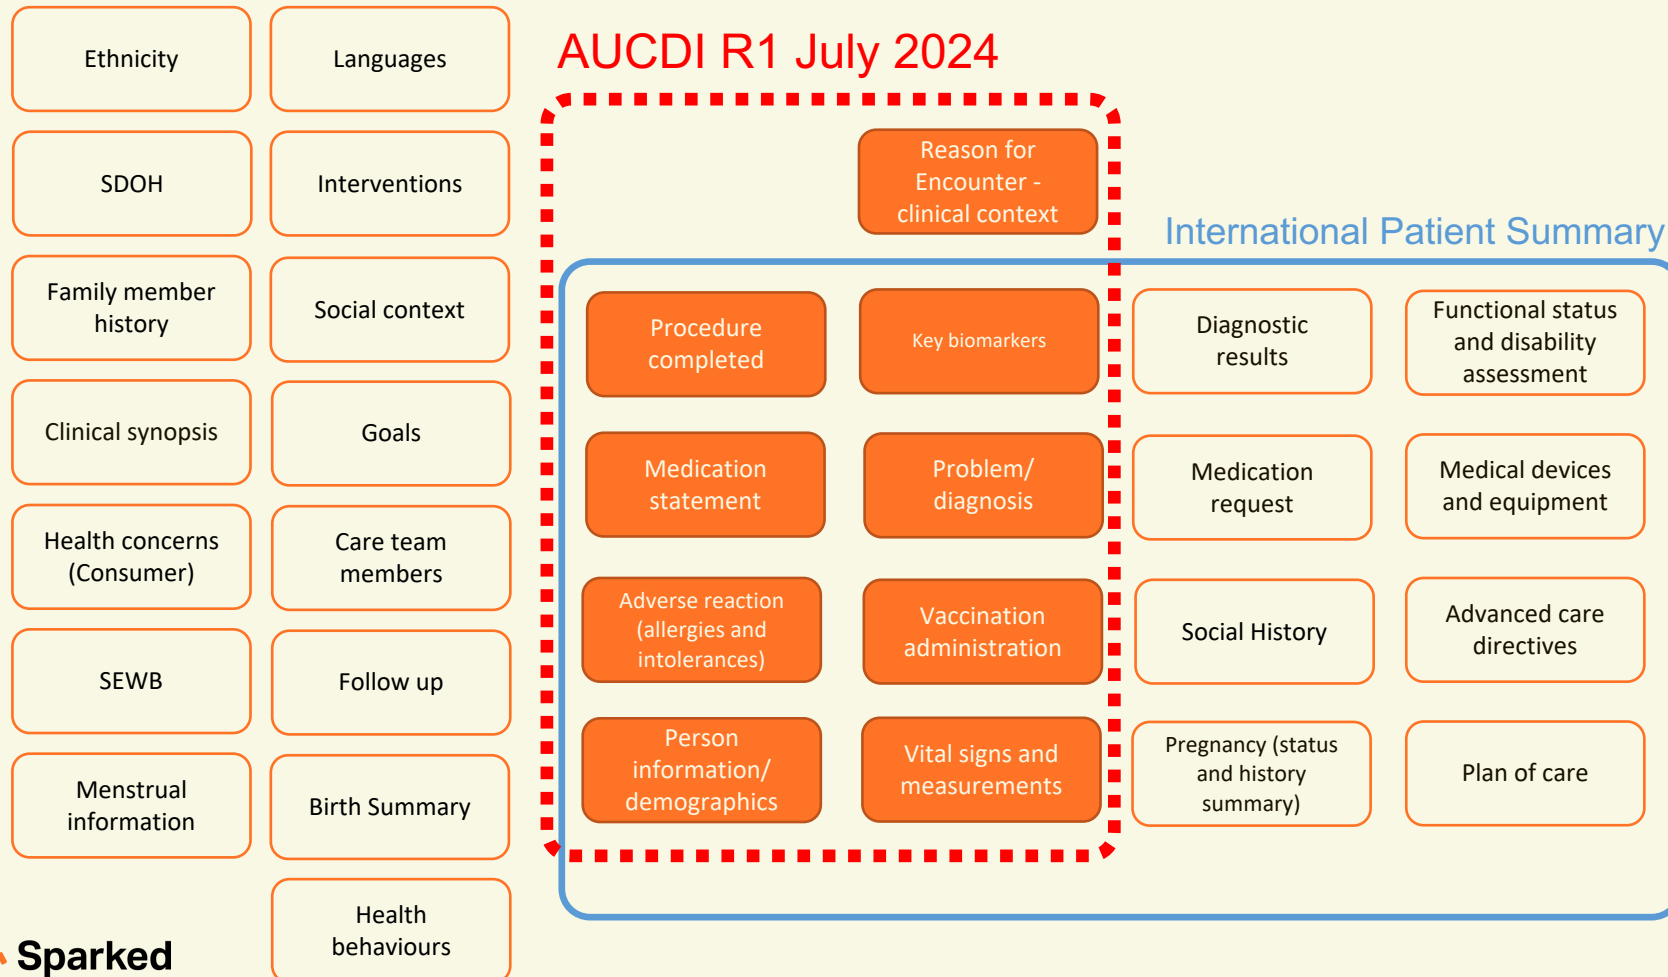 Ethnicity
Languages
SDOH
Interventions
Family member
history
Social context
Clinical synopsis
Goals
Health concerns
(Consumer)
Care team
members
SEWB
Follow up
Menstrual
information
Birth Summary
Health
behaviours
Sparked
AUCDI R1 July 2024
Reason for
Encounter -
clinical context
International Patient Summary
Procedure
completed
Key biomarkers
Diagnostic
results
Functional status
and disability
assessment
Medication
statement
Problem/
diagnosis
Medication
request
Medical devices
and equipment
Adverse reaction
(allergies and
intolerances)
Vaccination
administration
Social History
Advanced care
directives
Person
information/
demographics
Vital signs and
measurements
Pregnancy (status
and history
summary)
Plan of care